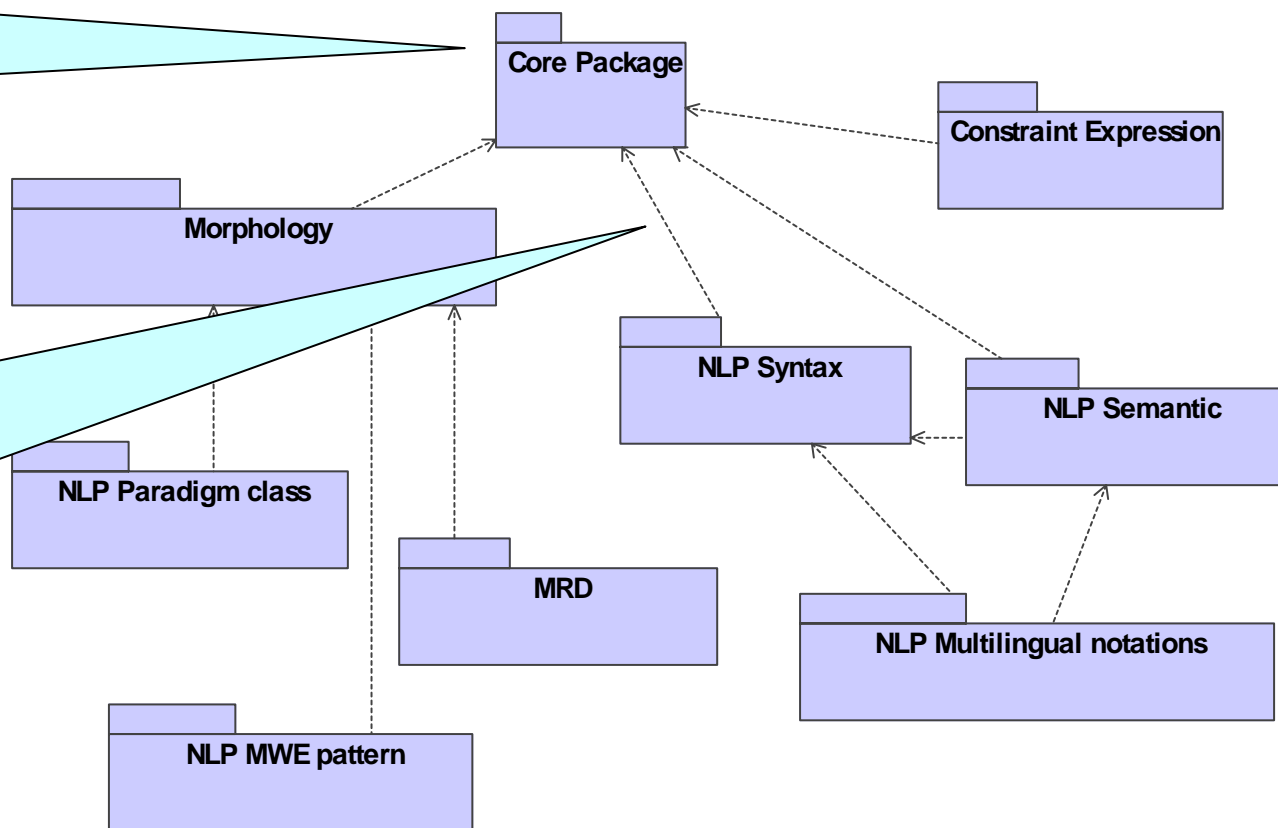 Core Package
Constraint Expression
Morphology
NLP Syntax
NLP Semantic
NLP Paradigm class
MRD
NLP Multilingual notations
NLP MWE pattern